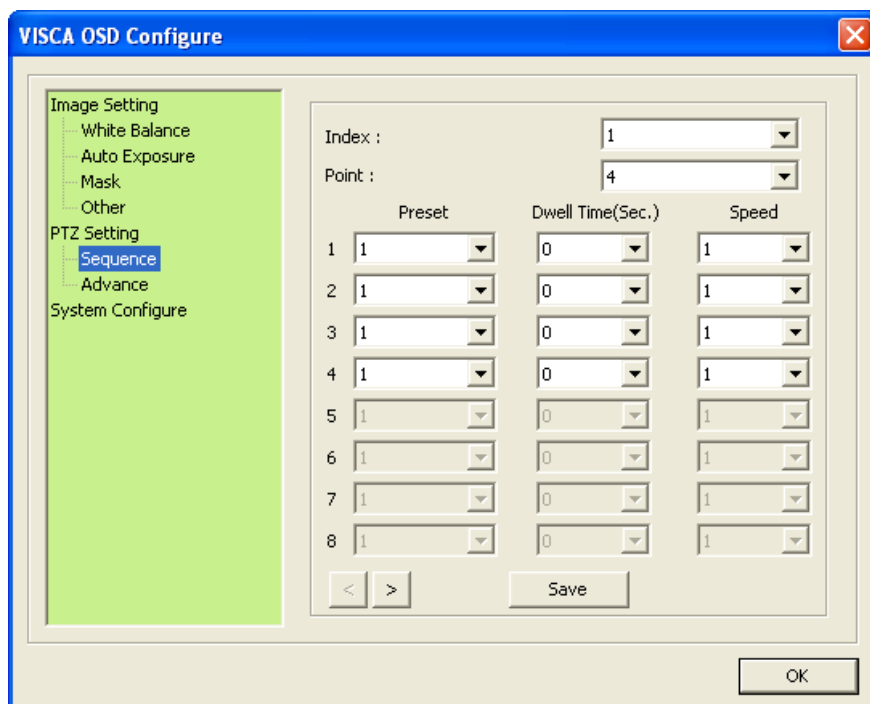 VISCA OSD Configure
Image Setting
White Balance
Auto Exposure
Mask
Other
PTZ Setting
Sequence
Advance
System Configure
Index : 1
Point : 4
Preset Dwell Time(Sec.) Speed
1 1 0 1
2 1 0 1
3 1 0 1
4 1 0 1
5 1 0 1
6 1 0 1
7 1 0 1
8 1 0 1
< > Save
OK